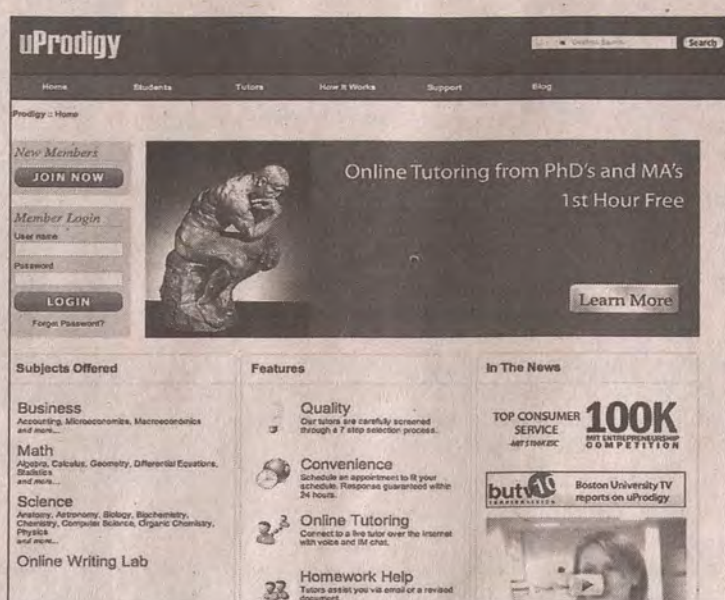 uProdigy
Search
Home Students Tutors How It Works Support Blog
Prodigy :: Home
New Members
JOIN NOW
Member Login
User name
Password
LOGIN
Forgot Password?
Online Tutoring from PhD's and MA's
1st Hour Free
Learn More
Subjects Offered
Business
Accounting, Microeconomics, Macroeconomics
and more...
Math
Algebra, Calculus, Geometry, Differential Equations,
Statistics
and more...
Science
Anatomy, Astronomy, Biology, Biochemistry,
Chemistry, Computer Science, Organic Chemistry,
Physics
and more...
Online Writing Lab
Features
Quality
Our tutors are carefully screened
through a 7 step selection process.
Convenience
Schedule an appointment to fit your
schedule. Response guaranteed within
24 hours.
Online Tutoring
Connect to a live tutor over the Internet
with voice and IM chat.
Homework Help
Tutors assist you via email or a revised
document.
In The News
TOP CONSUMER
SERVICE
MIT $100K EIC
100K
MIT ENTREPRENEURSHIP
COMPETITION
butv10
Boston University TV
reports on uProdigy